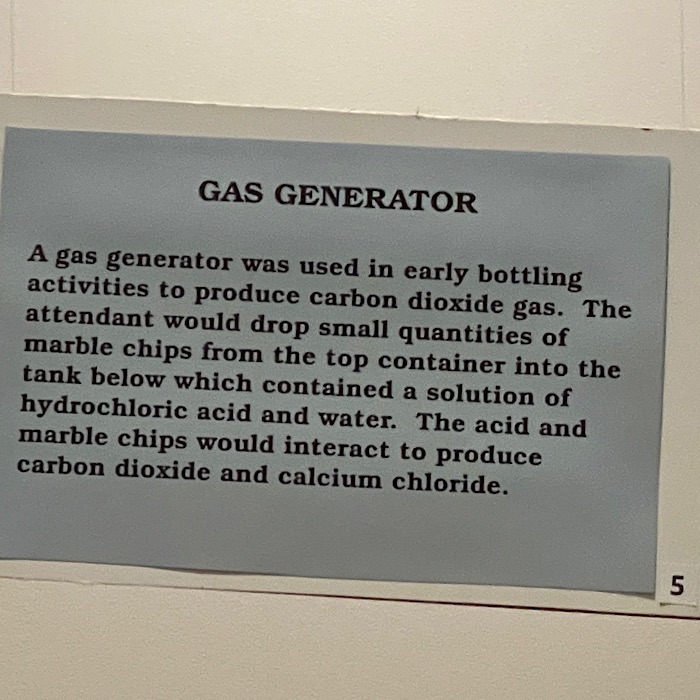 GAS GENERATOR
A gas generator was used in early bottling
activities to produce carbon dioxide gas. The
attendant would drop small quantities of
marble chips from the top container into the
tank below which contained a solution of
hydrochloric acid and water. The acid and
marble chips would interact to produce
carbon dioxide and calcium chloride.
5